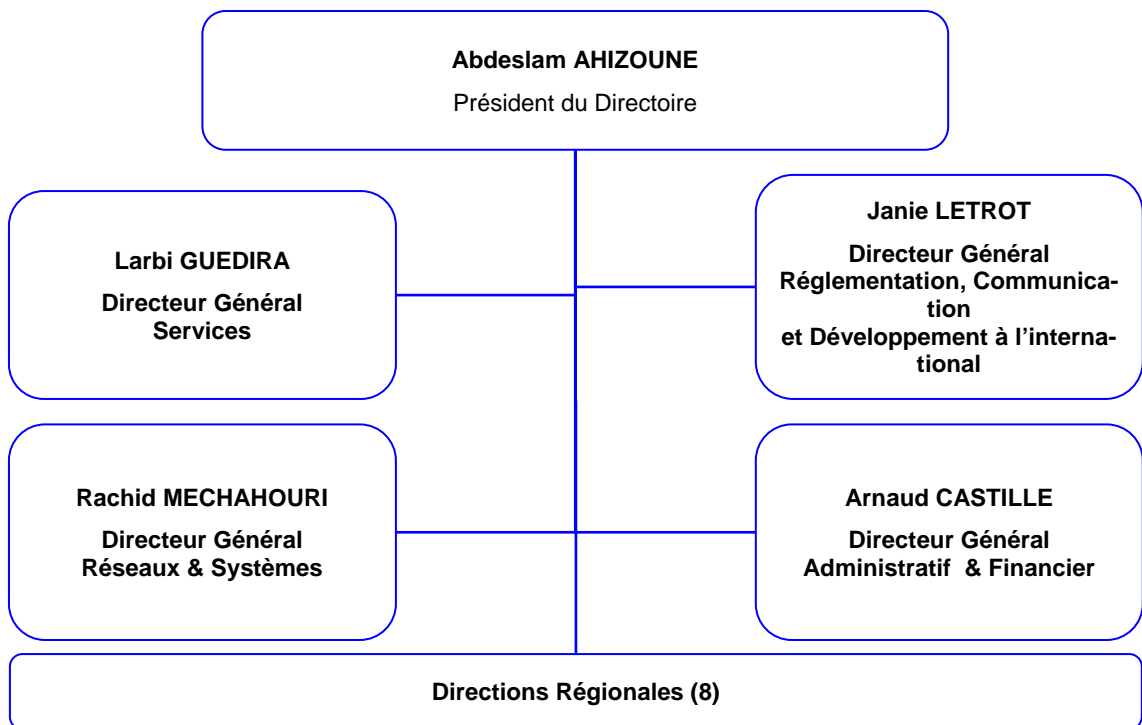 Abdeslam AHIZOUNE
Président du Directoire
Larbi GUEDIRA
Directeur Général
Services
Janie LETROT
Directeur Général
Réglementation, Communica-
tion
et Développement à l’interna-
tional
Rachid MECHAHOURI
Directeur Général
Réseaux & Systèmes
Arnaud CASTILLE
Directeur Général
Administratif & Financier
Directions Régionales (8)